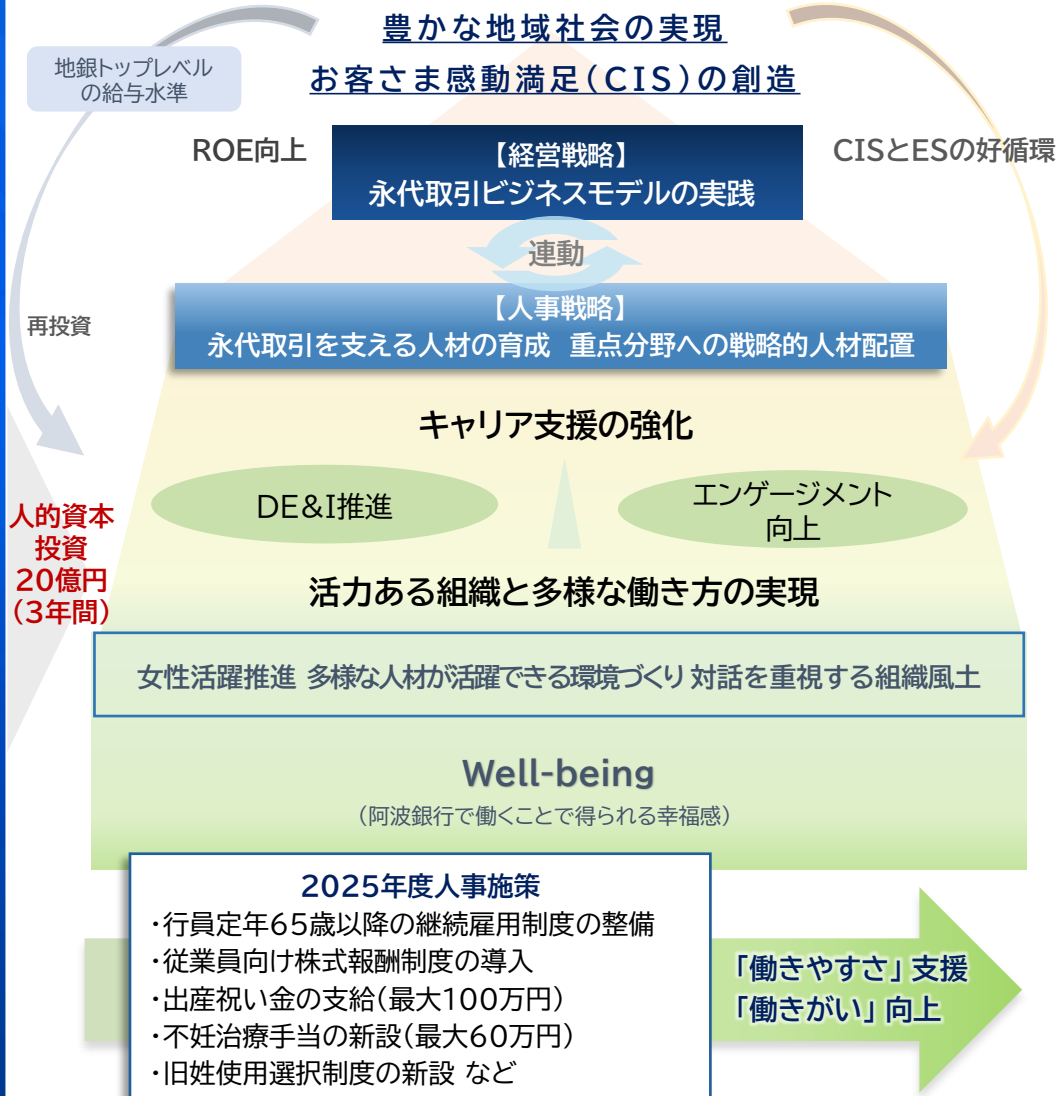 豊かな地域社会の実現
お客さま感動満足(CIS)の創造
地銀トップレベル
の給与水準
ROE向上
【経営戦略】
永代取引ビジネスモデルの実践
CISとESの好循環
連動
再投資
【人事戦略】
永代取引を支える人材の育成 重点分野への戦略的人材配置
キャリア支援の強化
DE&I推進
エンゲージメント
向上
人的資本
投資
20億円
(3年間)
活力ある組織と多様な働き方の実現
女性活躍推進 多様な人材が活躍できる環境づくり 対話を重視する組織風土
Well-being
(阿波銀行で働くことで得られる幸福感)
2025年度人事施策
・行員定年65歳以降の継続雇用制度の整備
・従業員向け株式報酬制度の導入
・出産祝い金の支給(最大100万円)
・不妊治療手当の新設(最大60万円)
・旧姓使用選択制度の新設 など
「働きやすさ」支援
「働きがい」向上